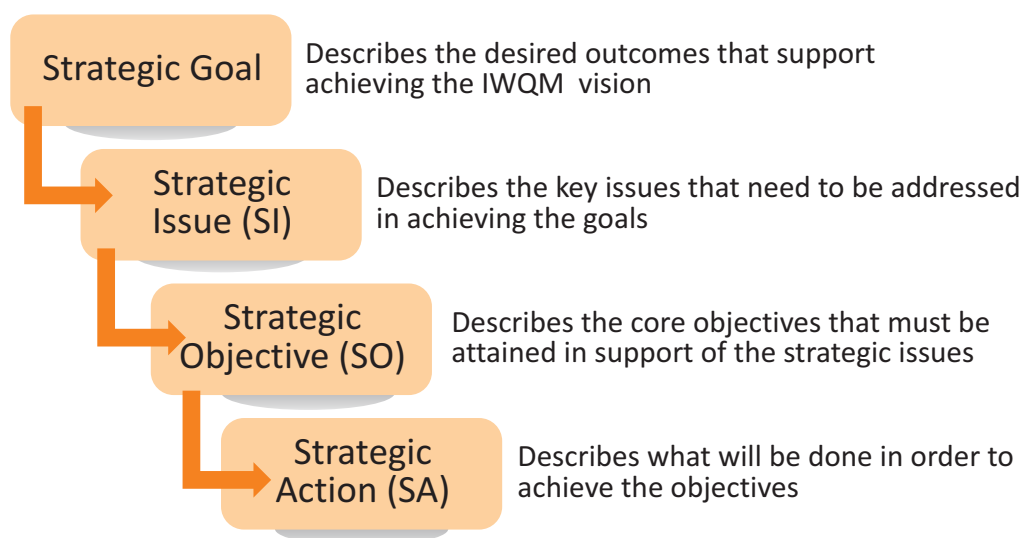 Strategic Goal
Describes the desired outcomes that support
achieving the IWQM  vision
Strategic
Issue (SI)
Describes the key issues that need to be addressed
in achieving the goals
Strategic
Objective (SO)
Describes the core objectives that must be
attained in support of the strategic issues
Strategic
Action (SA)
Describes what will be done in order to
achieve the objectives